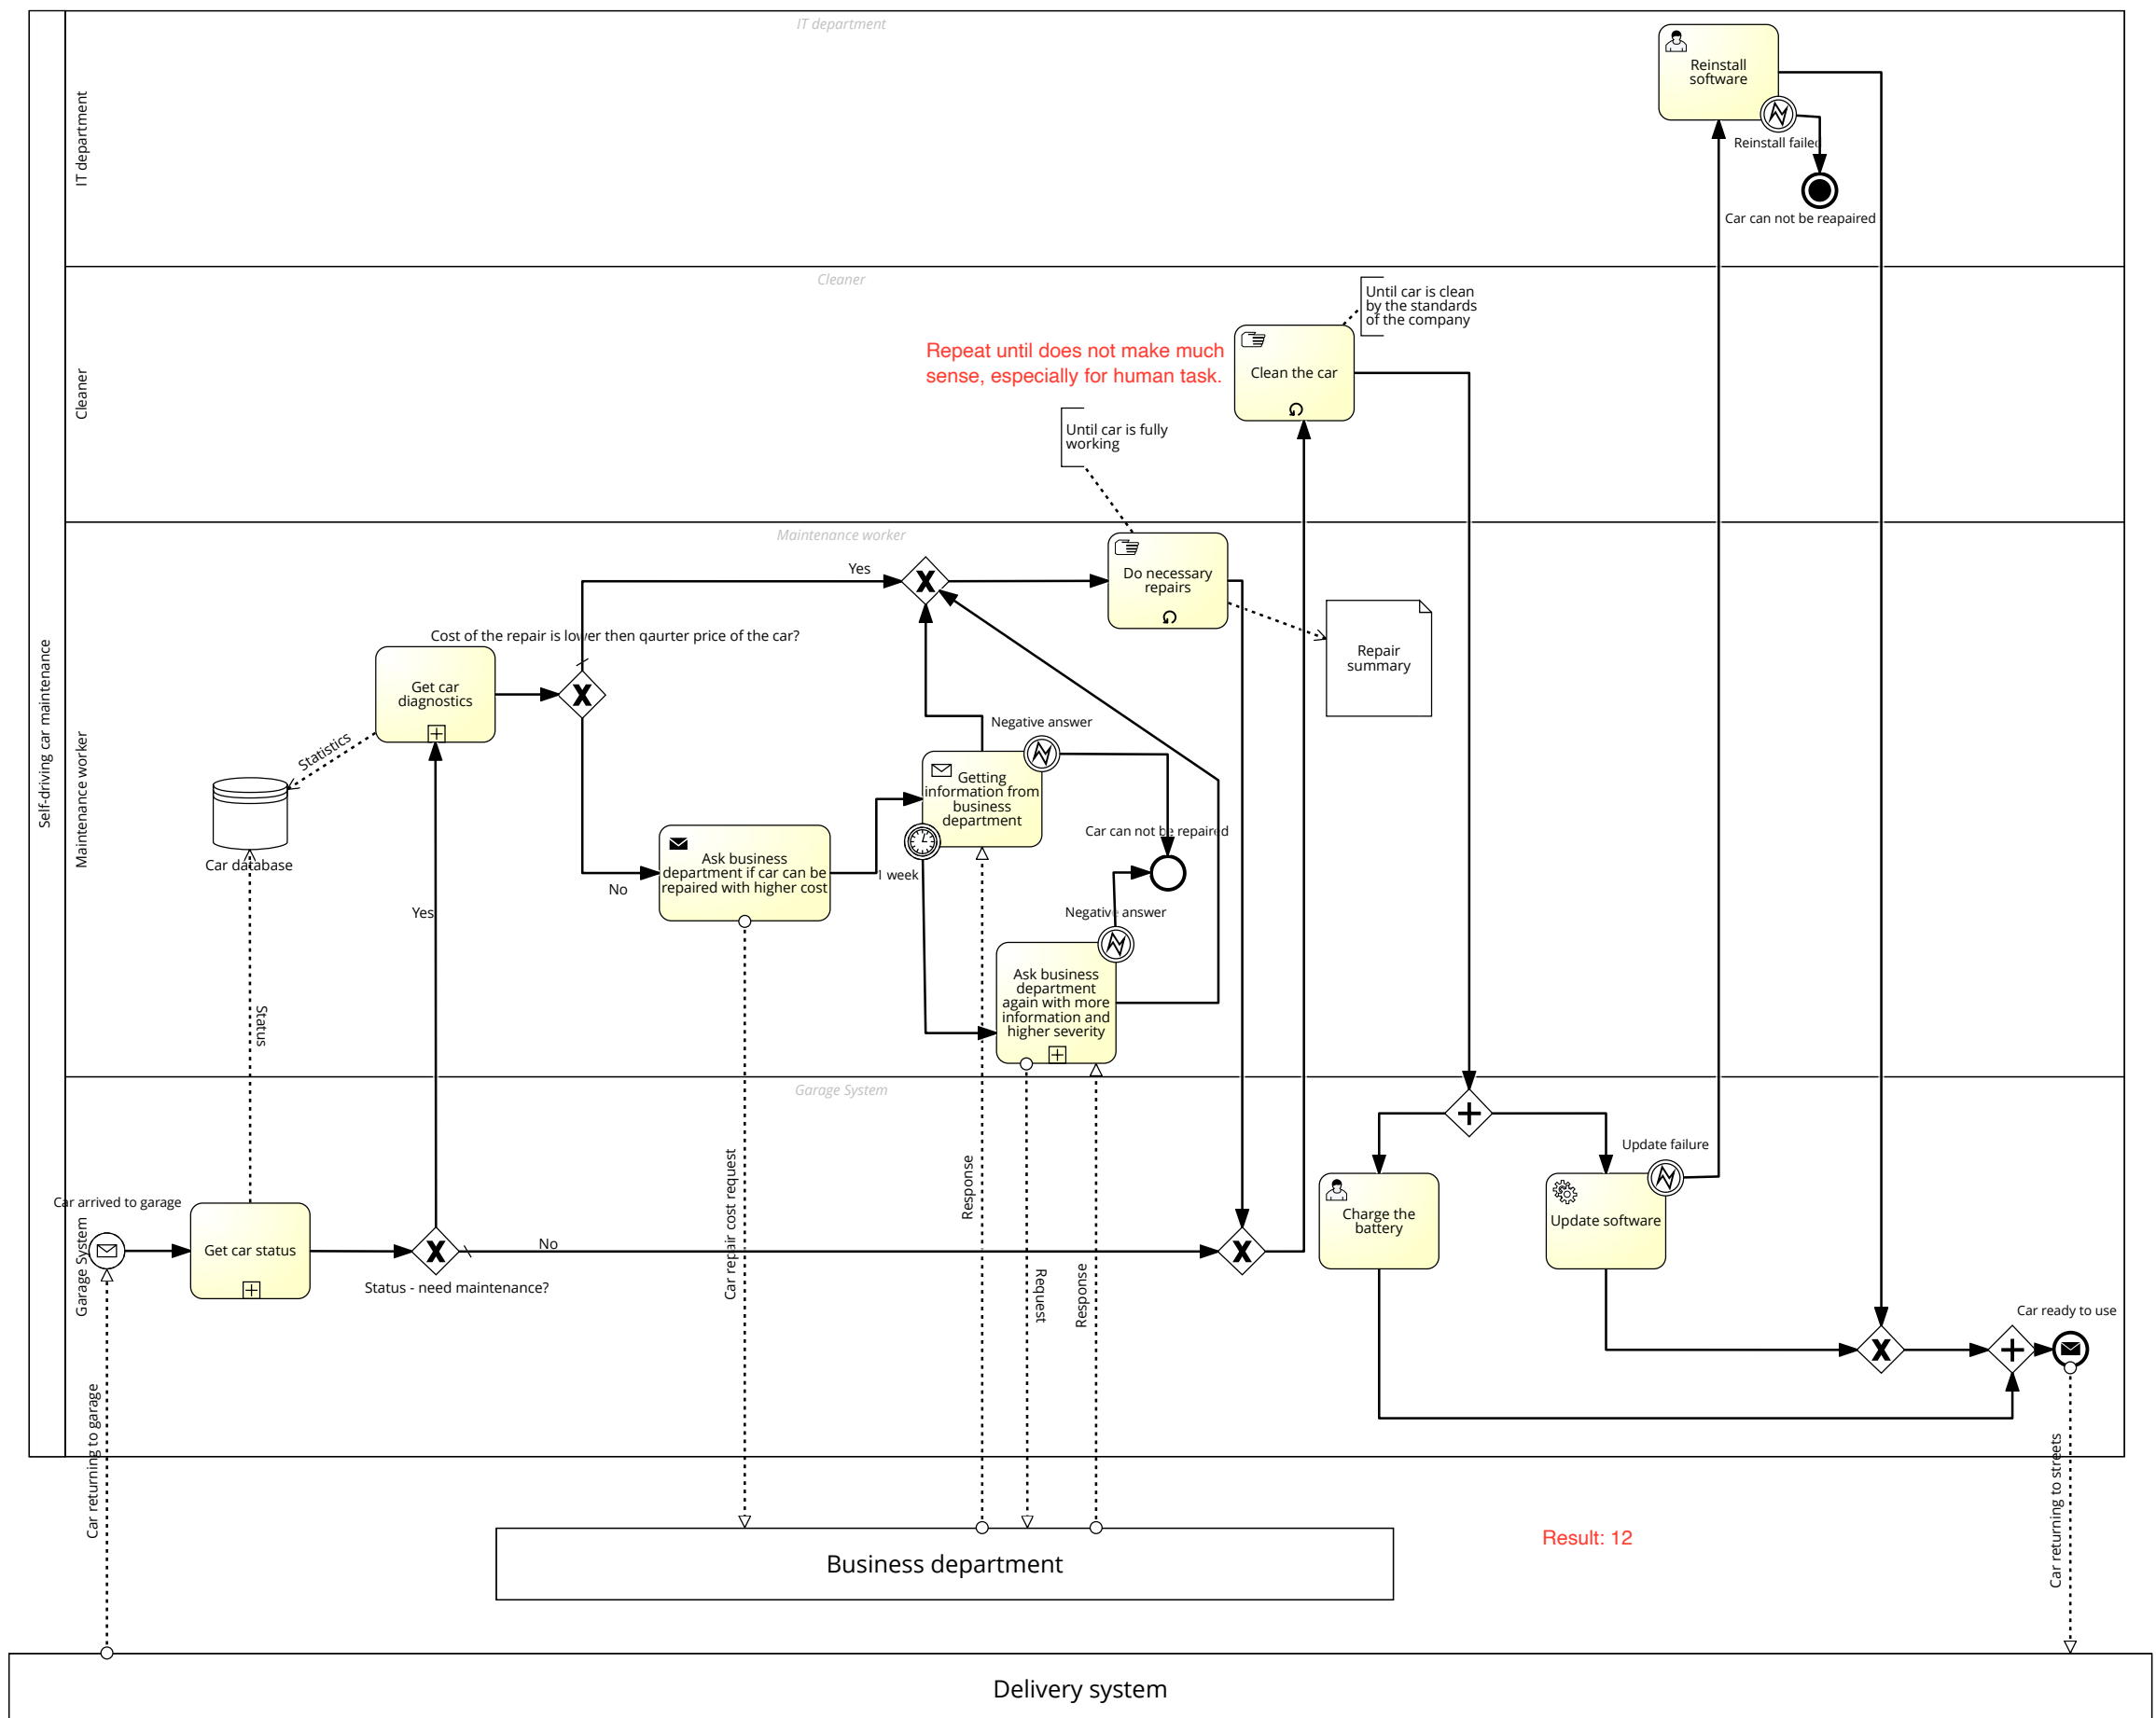 IT department
IT department
Reinstall
software
Reinstall failed
Car can not be reapaired
Cleaner
Cleaner
Until car is clean
by the standards
of the company
Repeat until does not make much
sense, especially for human task.
Clean the car
Until car is fully
working
Self-driving car maintenance
Maintenance worker
Maintenance worker
Yes
Do necessary
repairs
Cost of the repair is lower then qaurter price of the car?
Repair
summary
Get car
diagnostics
Statistics
Negative answer
Getting
information from
business
department
Car can not be repaired
Car database
Ask business
department if car can be
repaired with higher cost
1 week
No
Yes
Negative answer
Ask business
department
again with more
information and
higher severity
Status
Garage System
Garage System
Update failure
Car arrived to garage
Get car status
Charge the
battery
Update software
No
Status - need maintenance?
Car repair cost request
Response
Request
Response
Car ready to use
Car returning to garage
Car returning to streets
Result: 12
Business department
Delivery system